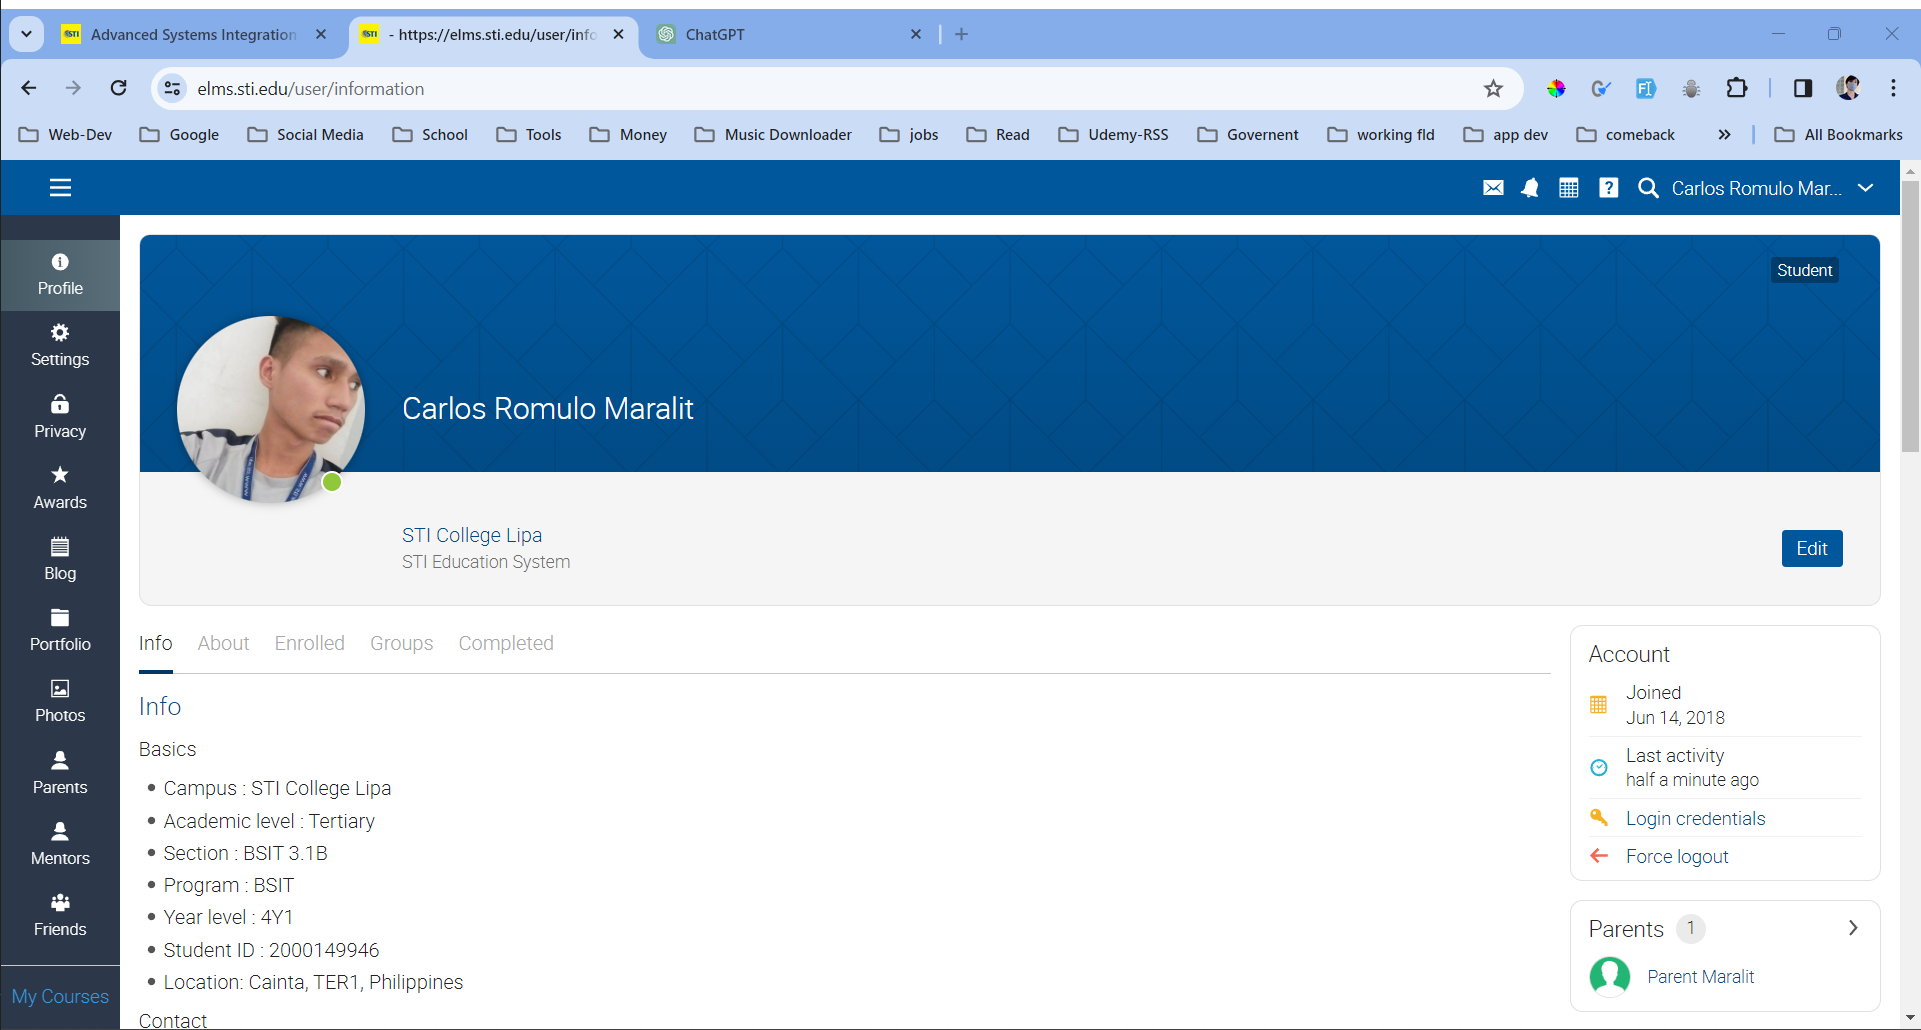 Advanced Systems Integration
- https://elms.sti.edu/user/info
ChatGPT
elms.sti.edu/user/information
Web-Dev
Google
Social Media
School
Tools
Money
Music Downloader
jobs
Read
Udemy-RSS
Governent
working fld
app dev
comeback
All Bookmarks
Carlos Romulo Mar...
Profile
Settings
Privacy
Awards
Blog
Portfolio
Photos
Parents
Mentors
Friends
My Courses
Student
Carlos Romulo Maralit
STI College Lipa
STI Education System
Edit
Info About Enrolled Groups Completed
Info
Basics
• Campus : STI College Lipa
• Academic level : Tertiary
• Section : BSIT 3.1B
• Program : BSIT
• Year level : 4Y1
• Student ID : 2000149946
• Location: Cainta, TER1, Philippines
Contact
Account
Joined
Jun 14, 2018
Last activity
half a minute ago
Login credentials
Force logout
Parents 1
Parent Maralit